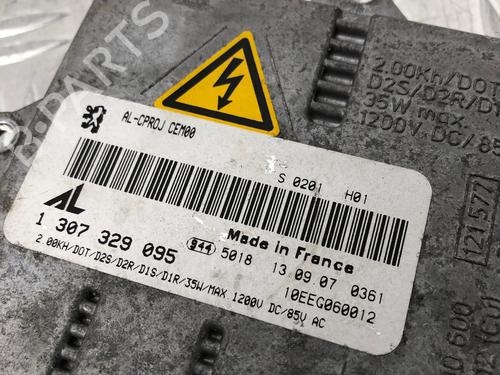 B-PARTS
2.00Kh/DOT
D2S/D2R/D1
35W max.
1200V DC/85
AL-CPROJ CEM00
S 0201 H01
AL
1 307 329 095
944 5018
Made in France
13.09.07 0361
10EEG060012
2.00KH/DOT/D2S/D2R/D1S/D1R/35W/MAX.1200V DC/85V AC
121577